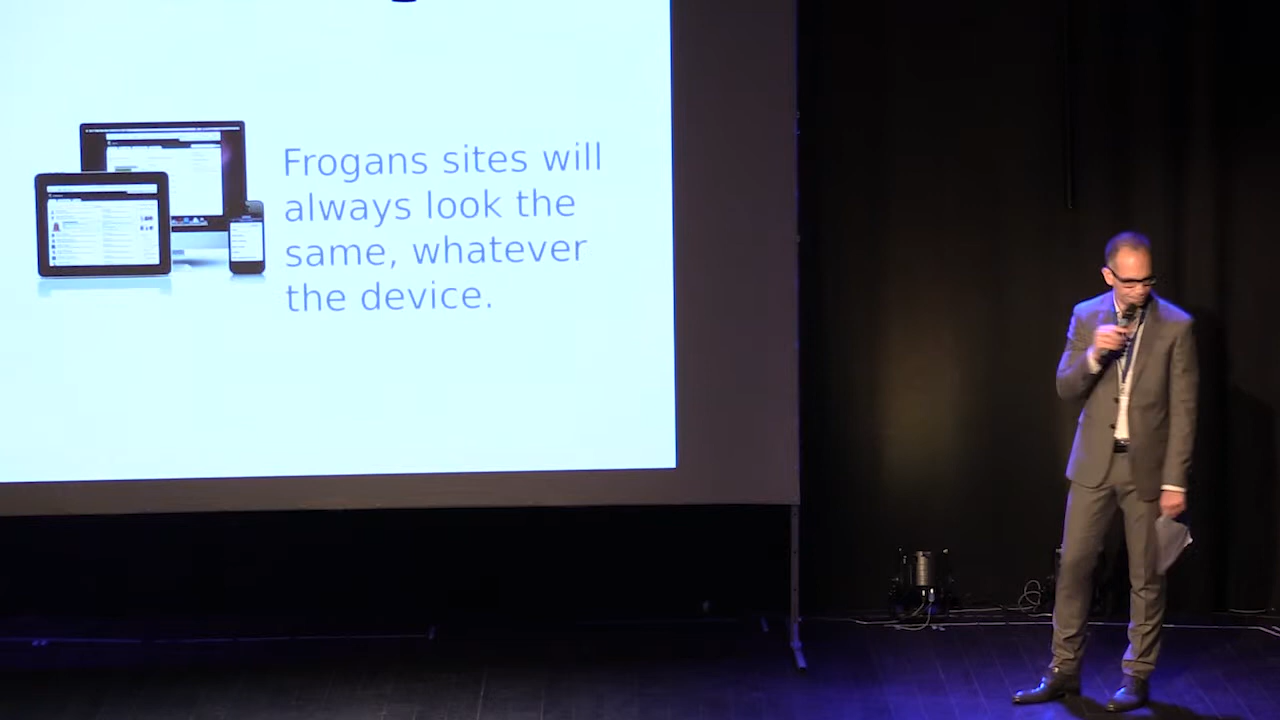 Frogans sites will
always look the
same, whatever
the device.